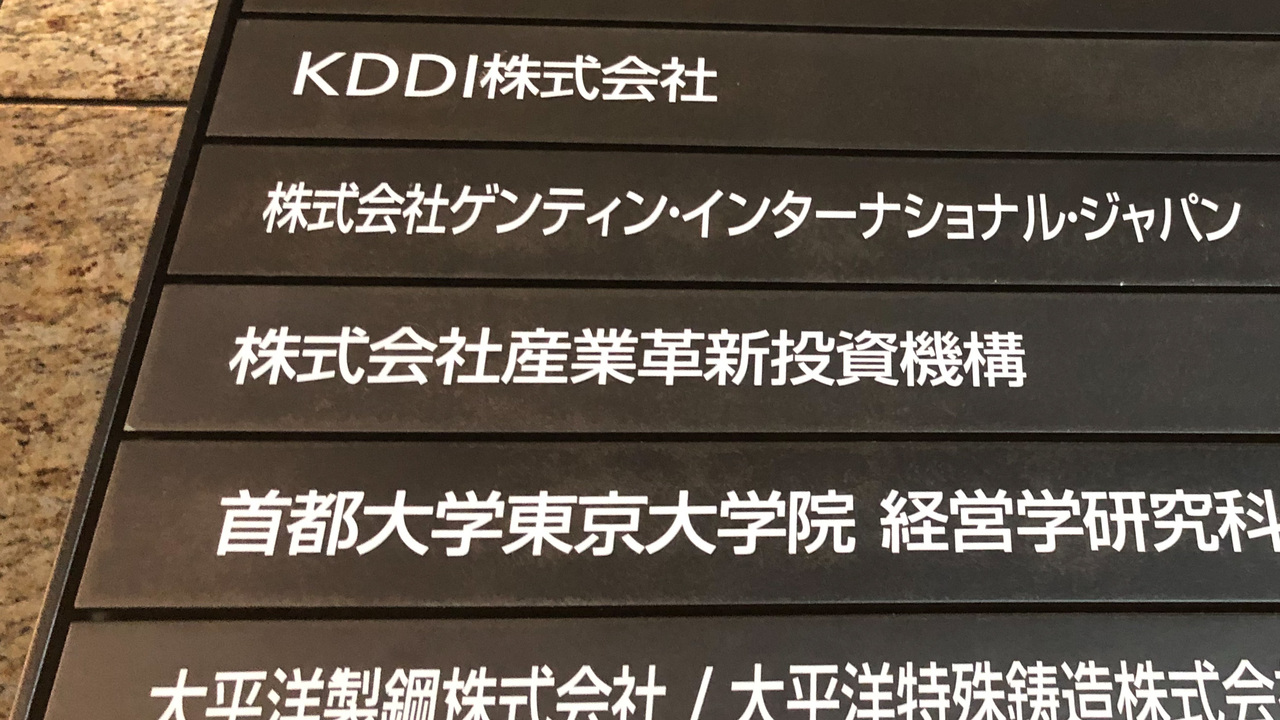 KDDI株式会社
株式会社ゲンティン・インターナショナル・ジャパン
株式会社産業革新投資機構
首都大学東京大学院 経営学研究科
太平洋製鋼株式会社 / 太平洋特殊鋳造株式会